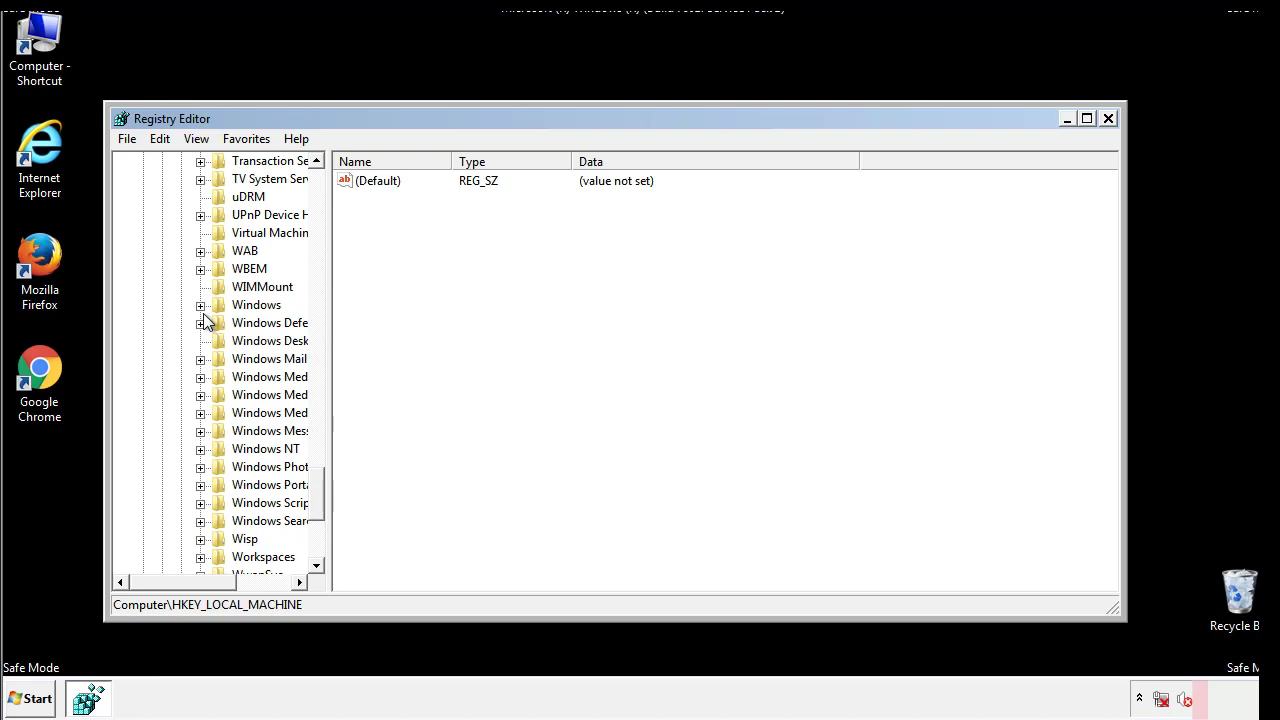 Computer -
Shortcut
Internet
Explorer
Mozilla
Firefox
Google
Chrome
Registry Editor
File Edit View Favorites Help
Transaction Se
TV System Serv
uDRM
UPnP Device H
Virtual Machin
WAB
WBEM
WIMMount
Windows
Windows Defe
Windows Desk
Windows Mail
Windows Med
Windows Med
Windows Med
Windows Mess
Windows NT
Windows Phot
Windows Porta
Windows Scrip
Windows Sear
Wisp
Workspaces
Name Type Data
(Default) REG_SZ (value not set)
Computer\HKEY_LOCAL_MACHINE
Recycle B
Safe Mode
Safe M
Start